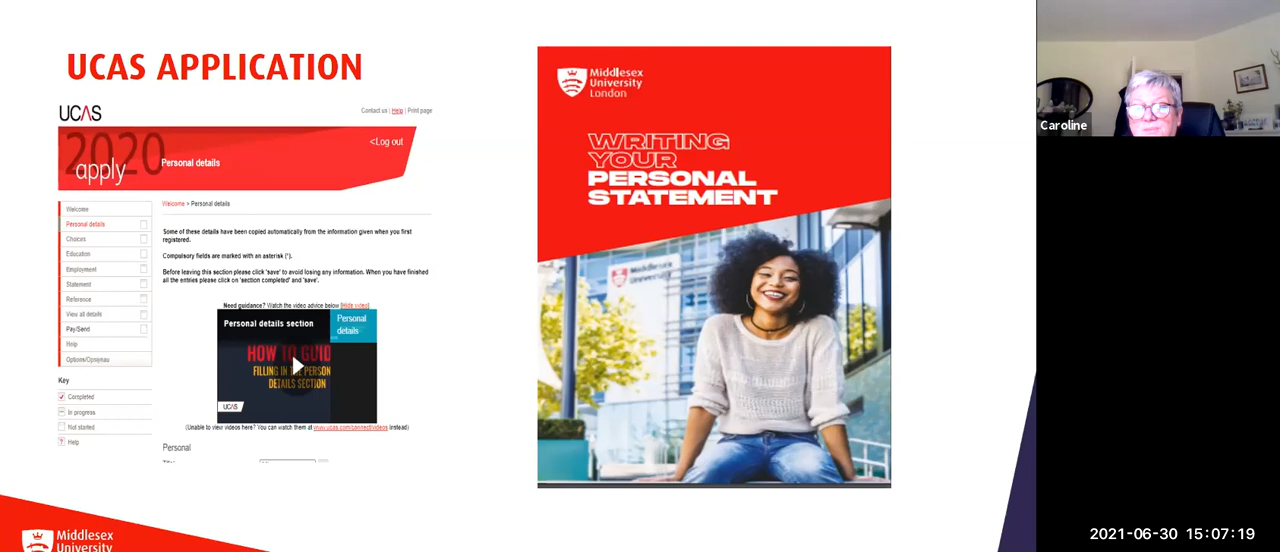 UCAS APPLICATION
UCAS
Contact us | Help | Print page
2020
apply
Personal details
<Log out
Welcome
Personal details
Choices
Education
Employment
Statement
Reference
View all details
Pay/Send
Help
Key
Completed
In progress
Not started
Help
Welcome > Personal details
Some of these details have been copied automatically from the information given when you first
registered.
Compulsory fields are marked with an asterisk (*).
Before leaving this section please click 'save' to avoid losing any information. When you have finished
all the entries please click on 'section completed' and 'save'.
Need guidance? Watch the video advice below [Hide video]
Personal details section
Personal
details
HOW TO GUID
FILLING IN THE PERSON
DETAILS SECTION
UCAS
(Unable to view videos here? You can watch them at www.ucas.com/connect/videos instead)
Personal
Middlesex
University
London
WRITING
YOUR
PERSONAL
STATEMENT
Middlesex
University
Middlesex
University
Caroline
2021-06-30 15:07:19